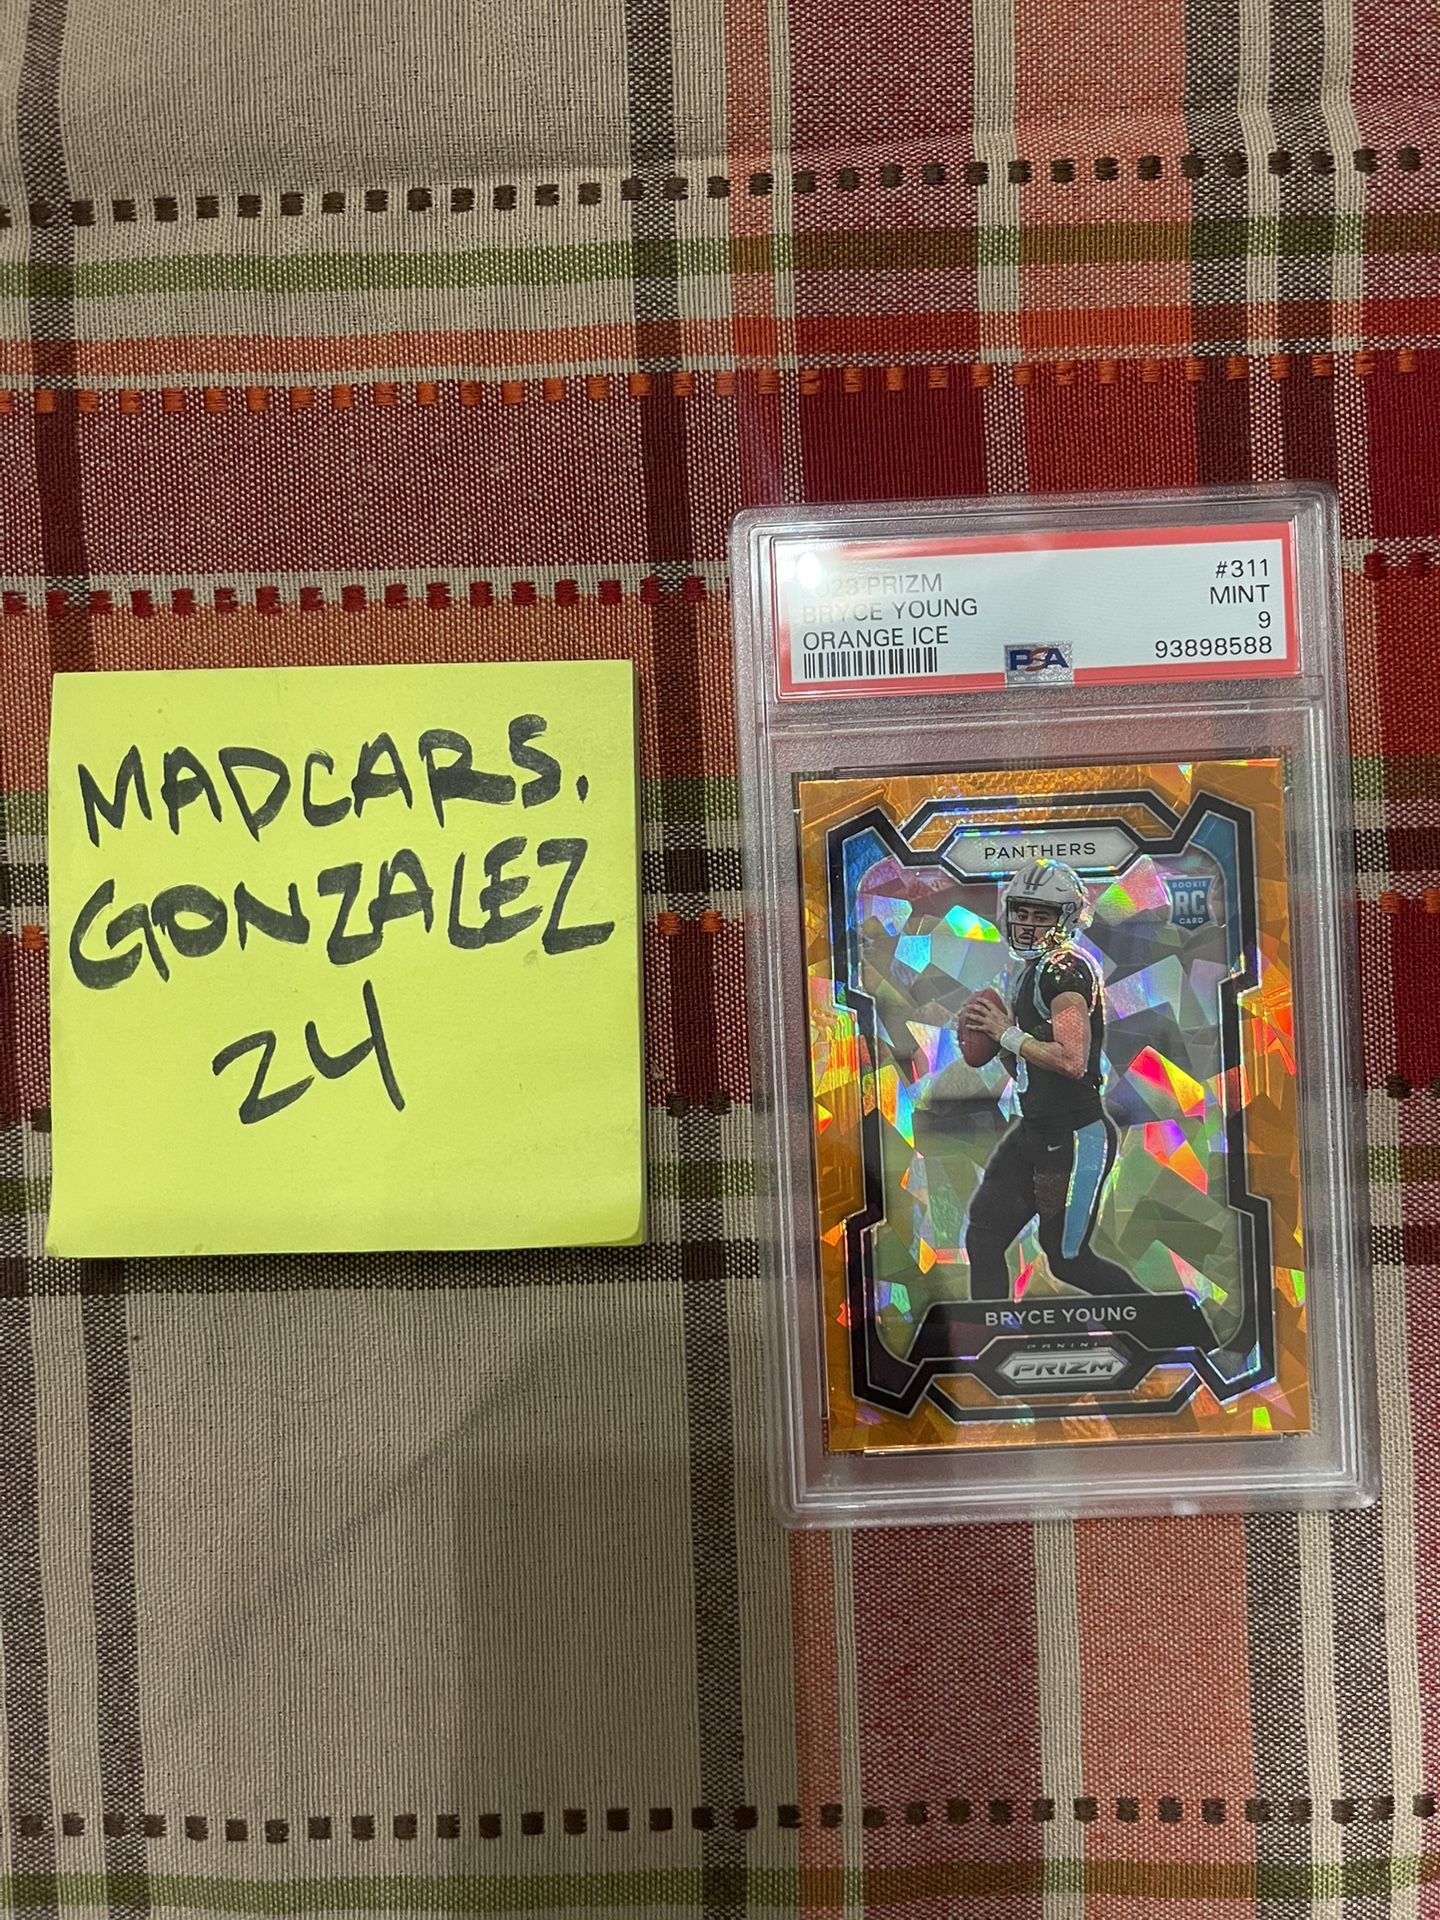 MADCARS.
GONZALEZ
24
2023 PRIZM
BRYCE YOUNG
ORANGE ICE
#311
MINT
9
93898588
PSA
PANTHERS
ROOKIE
RC
CARD
BRYCE YOUNG
PANINI
PRIZM